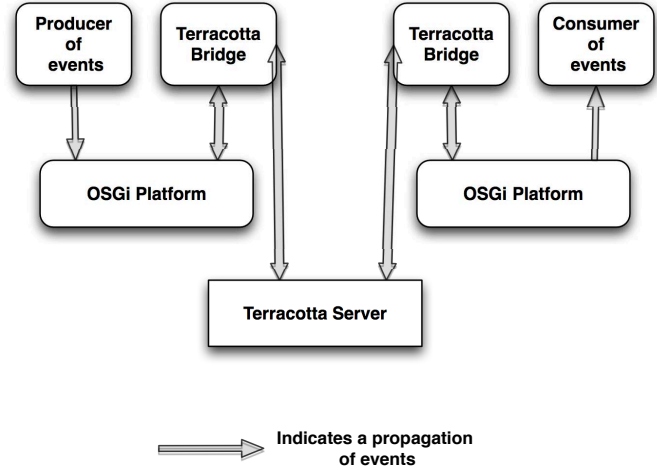 Producer
of
events
Terracotta
Bridge
Terracotta
Bridge
Consumer
of
events
OSGi Platform
OSGi Platform
Terracotta Server
Indicates a propagation
of events